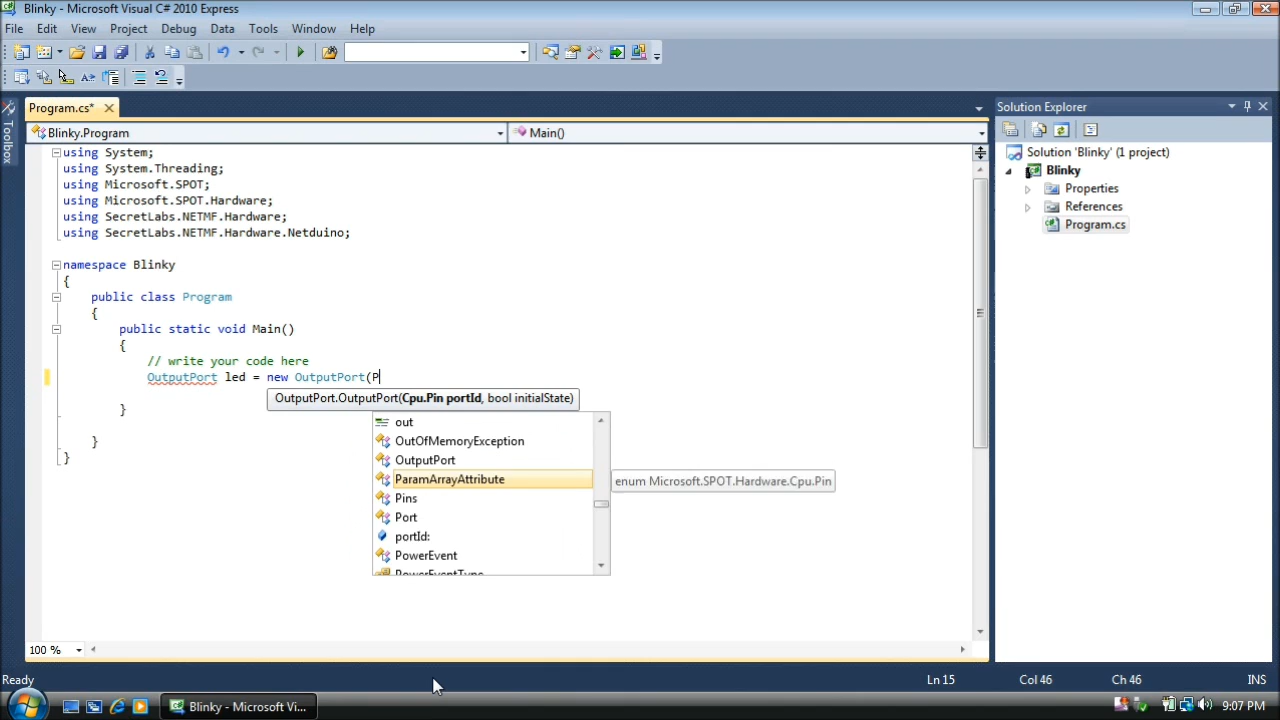 Blinky - Microsoft Visual C# 2010 Express
File Edit View Project Debug Data Tools Window Help
Program.cs*
Solution Explorer
Toolbox
Blinky.Program
Main()
using System;
using System.Threading;
using Microsoft.SPOT;
using Microsoft.SPOT.Hardware;
using SecretLabs.NETMF.Hardware;
using SecretLabs.NETMF.Hardware.Netduino;
namespace Blinky
{
public class Program
{
public static void Main()
{
// write your code here
OutputPort led = new OutputPort(P
OutputPort.OutputPort(Cpu.Pin portId, bool initialState)
}
}
}
out
OutOfMemoryException
OutputPort
ParamArrayAttribute
enum Microsoft.SPOT.Hardware.Cpu.Pin
Pins
Port
portId:
PowerEvent
PowerEventType
Solution 'Blinky' (1 project)
Blinky
Properties
References
Program.cs
100 %
Ready
Ln 15 Col 46 Ch 46 INS
Blinky - Microsoft Vi...
9:07 PM